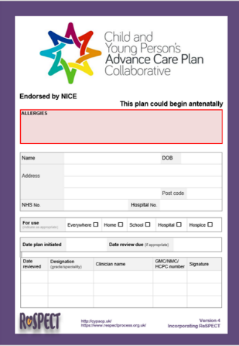 Child and
Young Person's
Advance Care Plan
Collaborative
Endorsed by NICE
This plan could begin antenatally
ALLERGIES
Name DOB
Address
Post code
NHS No Hospital No.
For use Everywhere Home School Hospital Hospice
Date plan initiated Date review due (if appropriate)
Date reviewed Designation (grade/speciality) Clinician name GMC/NMC/ HCPC number Signature
ReSPECT
http://cypacp.uk/
https://www.respectprocess.org.uk/
Version 4
Incorporating ReSPECT